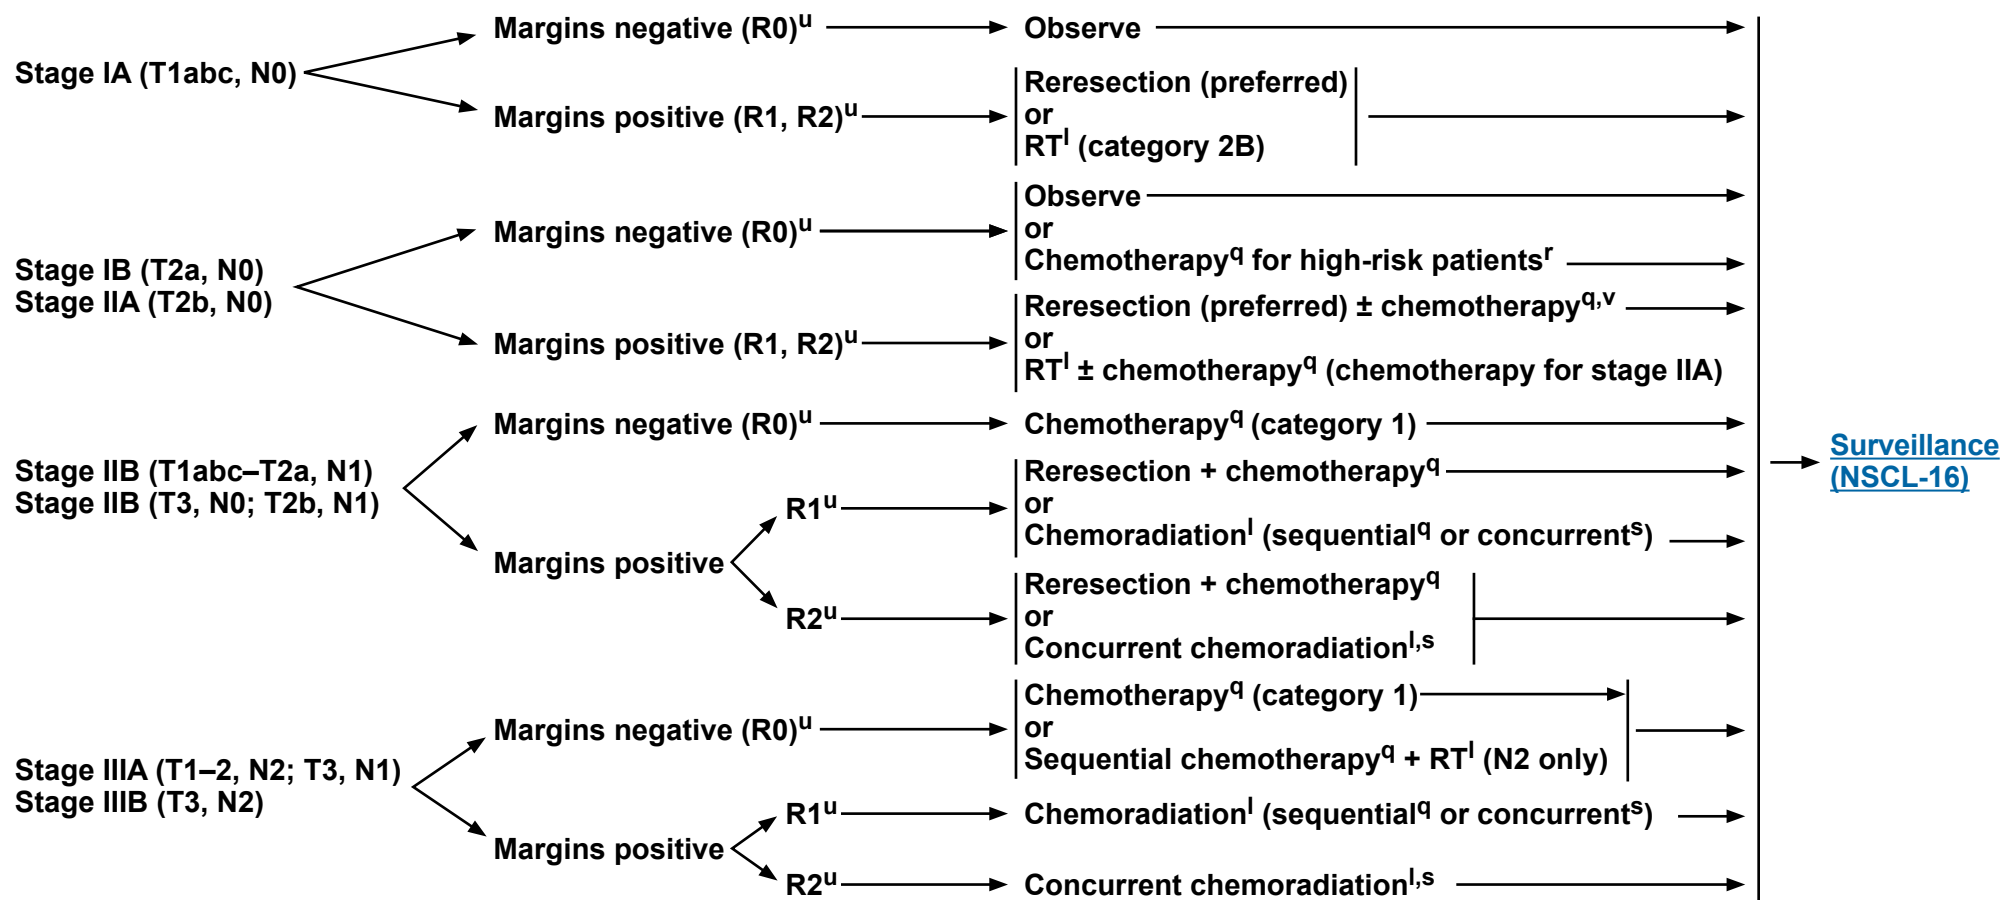 Stage IA (T1abc, N0)
Margins negative (R0)u
Observe
Margins positive (R1, R2)u
Reresection (preferred)
or
RTl (category 2B)
Stage IB (T2a, N0)
Stage IIA (T2b, N0)
Margins negative (R0)u
Observe
or
Chemotherapyq for high-risk patientsr
Margins positive (R1, R2)u
Reresection (preferred) ± chemotherapyq,v
or
RTl ± chemotherapyq (chemotherapy for stage IIA)
Stage IIB (T1abc–T2a, N1)
Stage IIB (T3, N0; T2b, N1)
Margins negative (R0)u
Chemotherapyq (category 1)
Margins positive
R1u
Reresection + chemotherapyq
or
Chemoradiationl (sequentialq or concurrents)
R2u
Reresection + chemotherapyq
or
Concurrent chemoradiationl,s
Stage IIIA (T1–2, N2; T3, N1)
Stage IIIB (T3, N2)
Margins negative (R0)u
Chemotherapyq (category 1)
or
Sequential chemotherapyq + RTl (N2 only)
Margins positive
R1u
Chemoradiationl (sequentialq or concurrents)
R2u
Concurrent chemoradiationl,s
Surveillance
(NSCL-16)